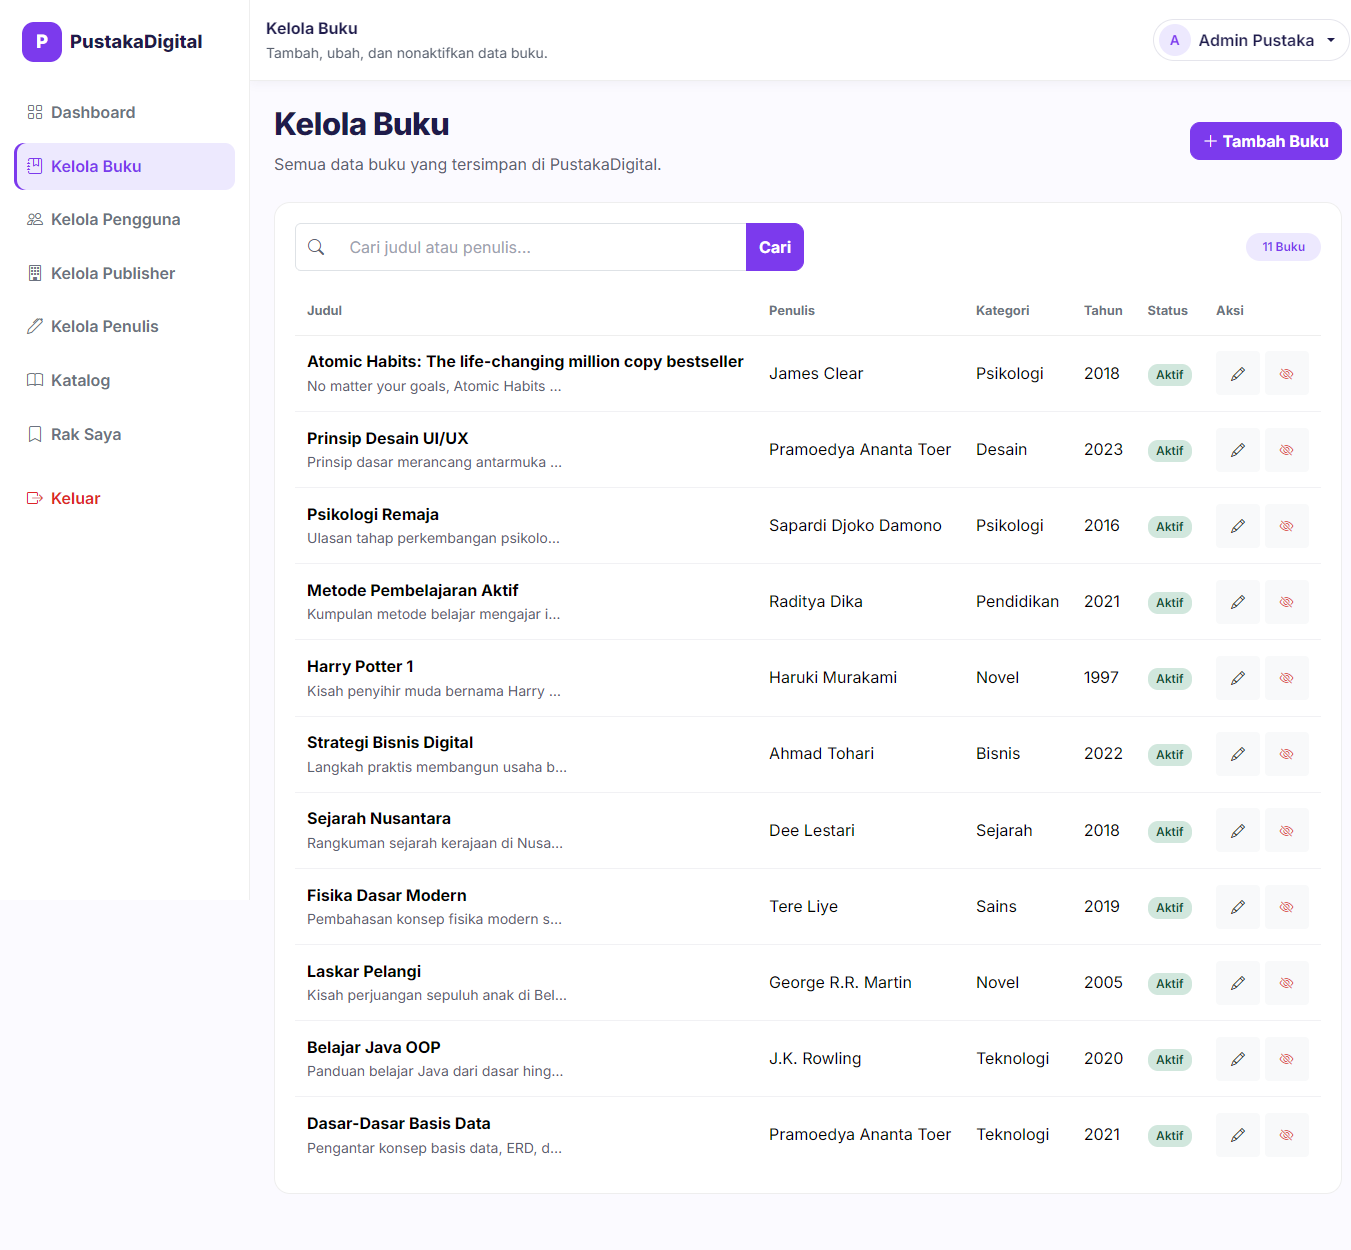 P PustakaDigital
Dashboard
Kelola Buku
Kelola Pengguna
Kelola Publisher
Kelola Penulis
Katalog
Rak Saya
Keluar
Kelola Buku
Tambah, ubah, dan nonaktifkan data buku.
A Admin Pustaka
Kelola Buku
Semua data buku yang tersimpan di PustakaDigital.
+ Tambah Buku
Cari judul atau penulis...
Cari
11 Buku
Judul Penulis Kategori Tahun Status Aksi
Atomic Habits: The life-changing million copy bestseller
No matter your goals, Atomic Habits ...
James Clear Psikologi 2018 Aktif
Prinsip Desain UI/UX
Prinsip dasar merancang antarmuka ...
Pramoedya Ananta Toer Desain 2023 Aktif
Psikologi Remaja
Ulasan tahap perkembangan psikolo...
Sapardi Djoko Damono Psikologi 2016 Aktif
Metode Pembelajaran Aktif
Kumpulan metode belajar mengajar i...
Raditya Dika Pendidikan 2021 Aktif
Harry Potter 1
Kisah penyihir muda bernama Harry ...
Haruki Murakami Novel 1997 Aktif
Strategi Bisnis Digital
Langkah praktis membangun usaha b...
Ahmad Tohari Bisnis 2022 Aktif
Sejarah Nusantara
Rangkuman sejarah kerajaan di Nusa...
Dee Lestari Sejarah 2018 Aktif
Fisika Dasar Modern
Pembahasan konsep fisika modern s...
Tere Liye Sains 2019 Aktif
Laskar Pelangi
Kisah perjuangan sepuluh anak di Bel...
George R.R. Martin Novel 2005 Aktif
Belajar Java OOP
Panduan belajar Java dari dasar hing...
J.K. Rowling Teknologi 2020 Aktif
Dasar-Dasar Basis Data
Pengantar konsep basis data, ERD, d...
Pramoedya Ananta Toer Teknologi 2021 Aktif